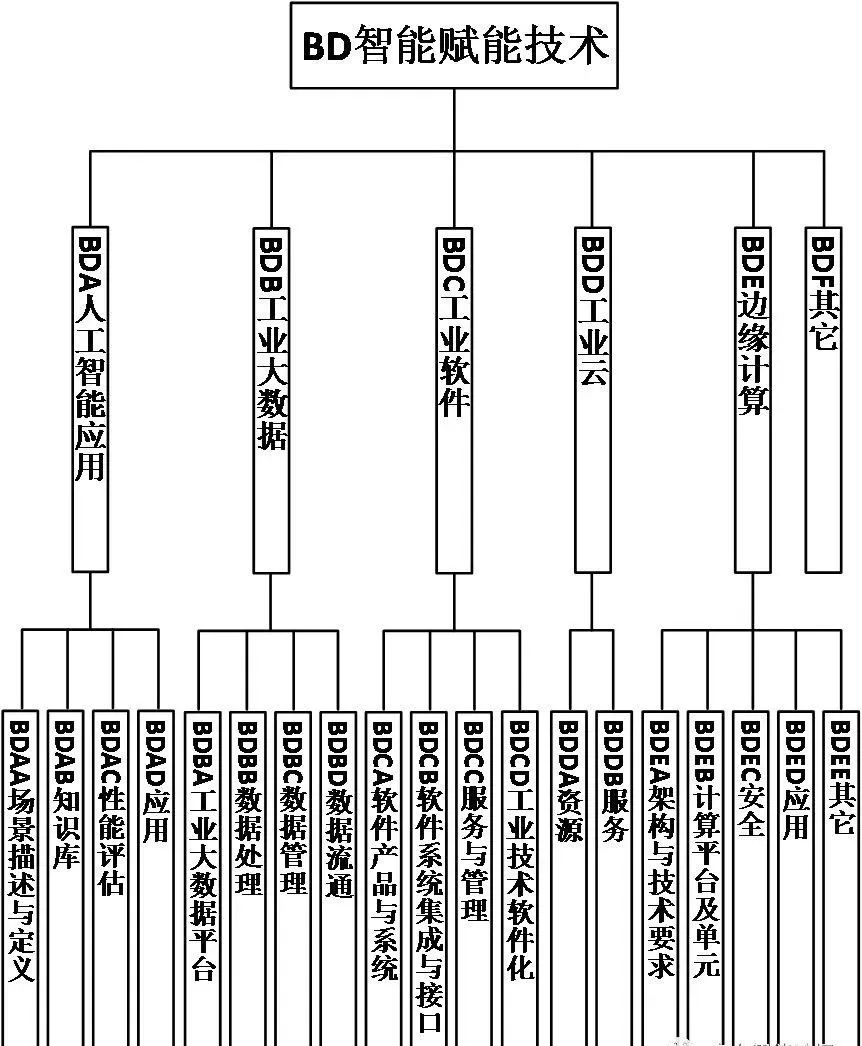 BD智能赋能技术
BDA人工智能应用
BDB工业大数据
BDC工业软件
BDD工业云
BDE边缘计算
BDF其它
BDAA场景描述与定义
BDAB知识库
BDAC性能评估
BDAD应用
BDBA工业大数据平台
BDBB数据处理
BDBC数据管理
BDBD数据流通
BDCA软件产品与系统
BDCB软件系统集成与接口
BDCC服务与管理
BDCD工业技术软件化
BDDA资源
BDDB服务
BDEA架构与技术要求
BDEB计算平台及单元
BDEC安全
BDED应用
BDEE其它